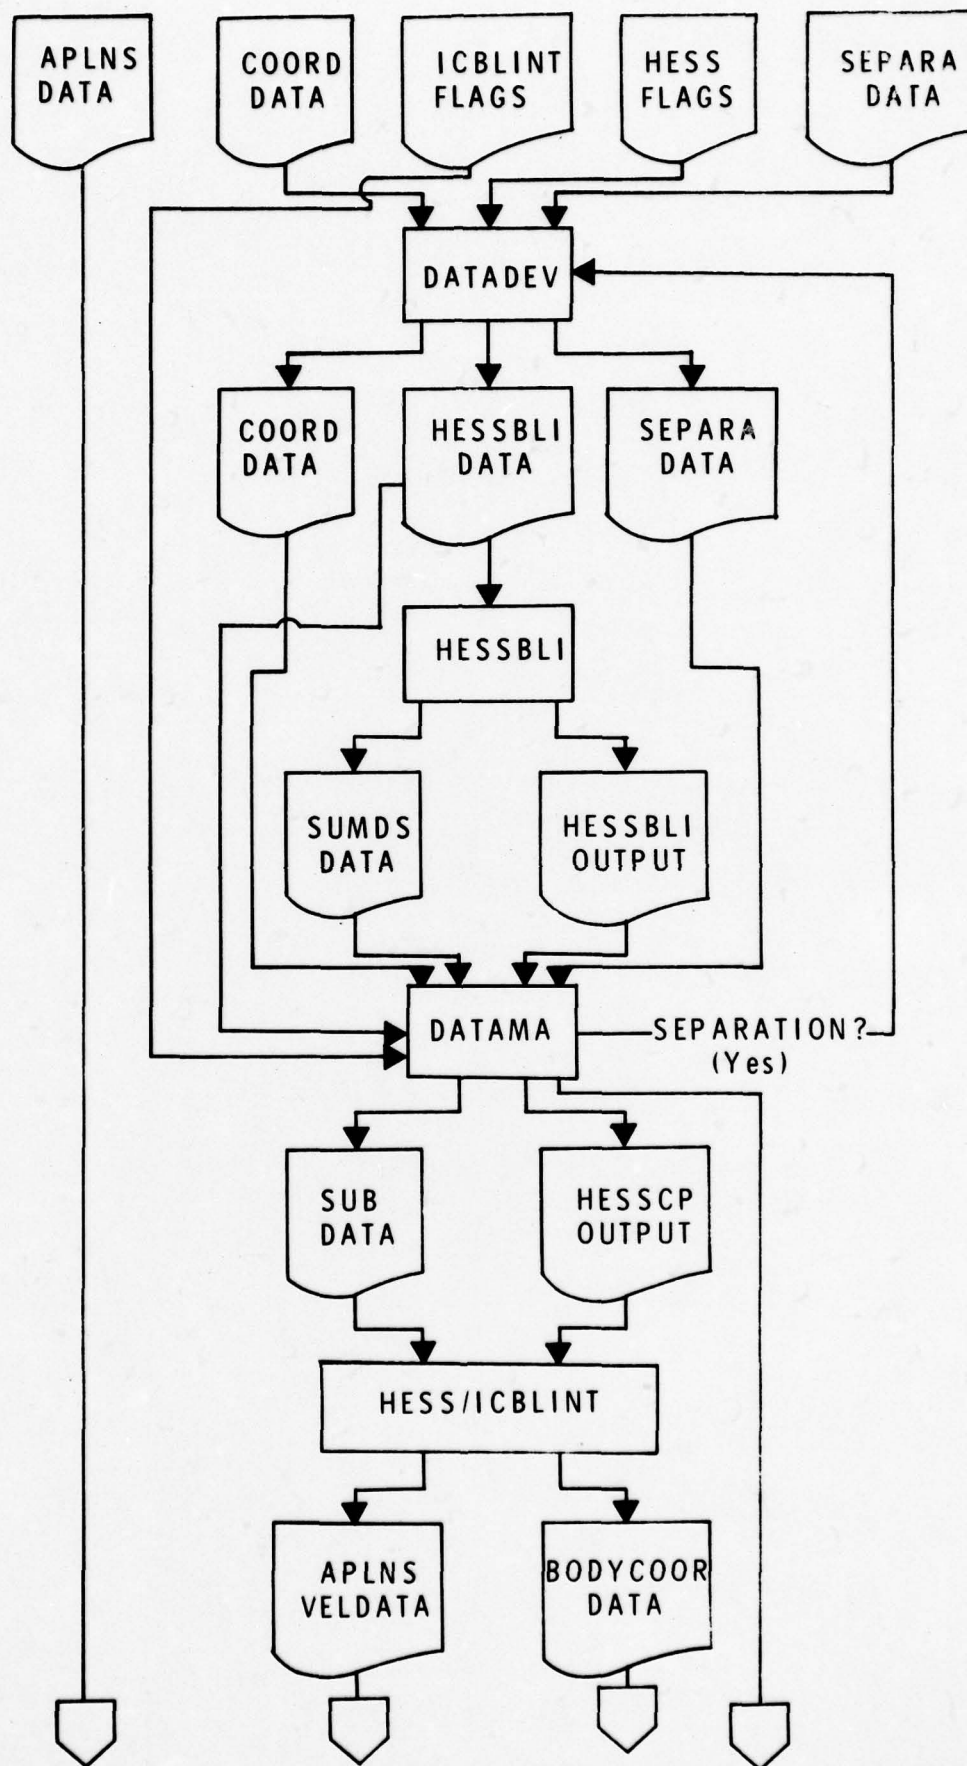 APLNS
DATA
COORD
DATA
ICBLINT
FLAGS
HESS
FLAGS
SEPARA
DATA
DATADEV
COORD
DATA
HESSBLI
DATA
SEPARA
DATA
HESSBLI
SUMDS
DATA
HESSBLI
OUTPUT
DATAMA
SEPARATION?
(Yes)
SUB
DATA
HESSCP
OUTPUT
HESS/ICBLINT
APLNS
VELDATA
BODYCOOR
DATA